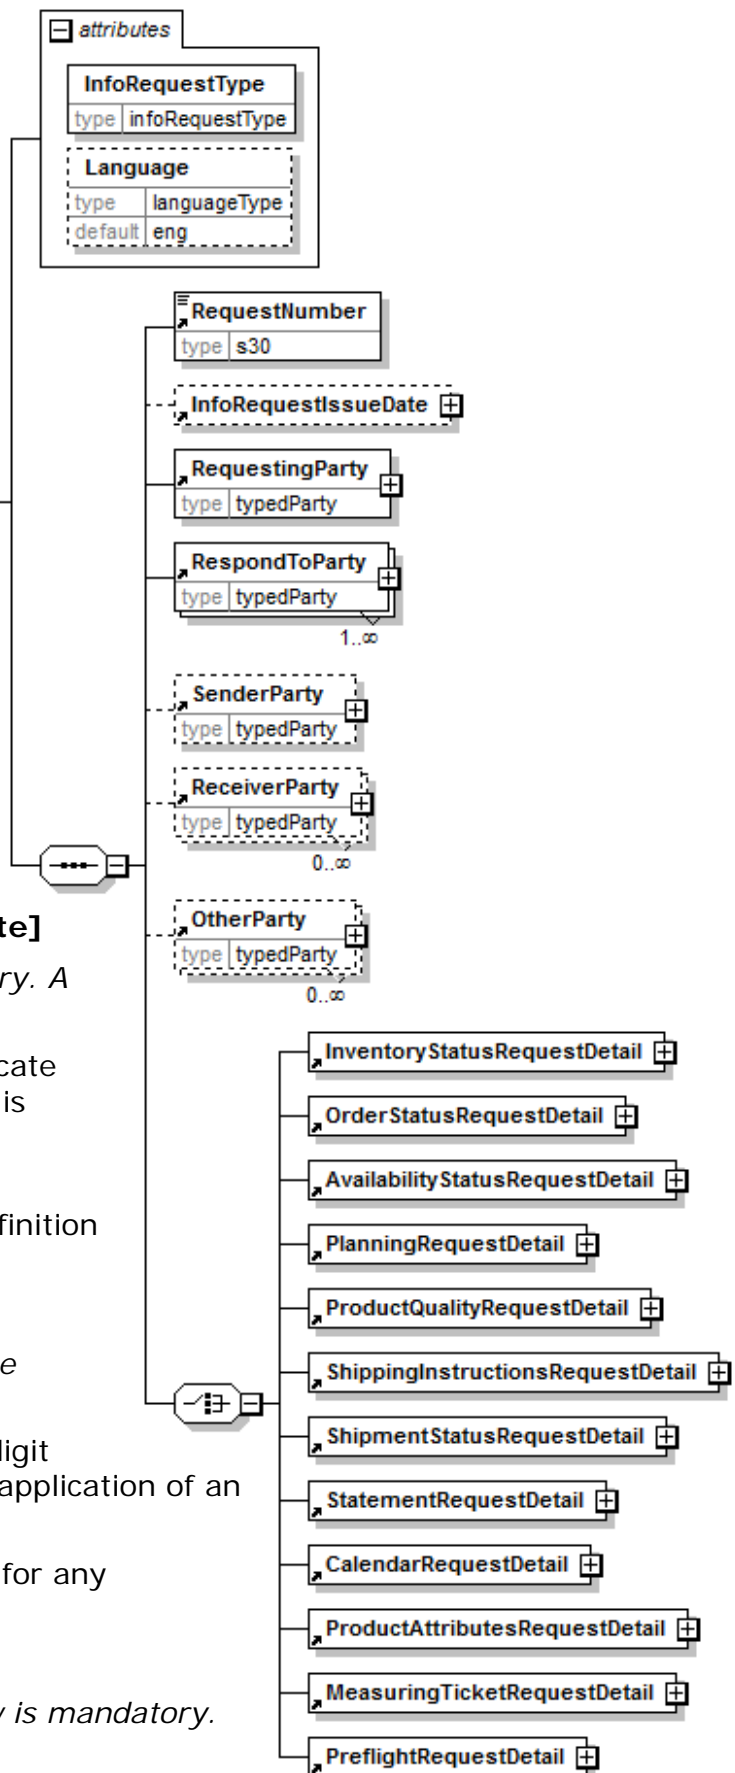 attributes
InfoRequestType
type infoRequestType
Language
type languageType
default eng
RequestNumber
type s30
InfoRequestIssueDate
RequestingParty
type typedParty
RespondToParty
type typedParty
1..∞
SenderParty
type typedParty
ReceiverParty
type typedParty
0..∞
OtherParty
type typedParty
0..∞
te]
ry. A
cate
is
finition
e
ligit
application of an
for any
y is mandatory.
InventoryStatusRequestDetail
OrderStatusRequestDetail
AvailabilityStatusRequestDetail
PlanningRequestDetail
ProductQualityRequestDetail
ShippingInstructionsRequestDetail
ShipmentStatusRequestDetail
StatementRequestDetail
CalendarRequestDetail
ProductAttributesRequestDetail
MeasuringTicketRequestDetail
PreflightRequestDetail